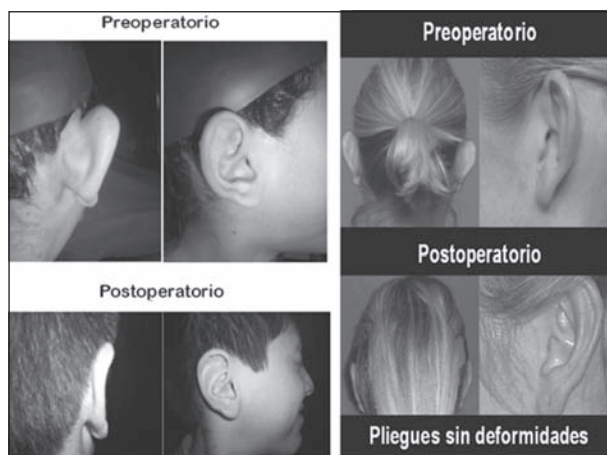 Preoperatorio
Postoperatorio
Preoperatorio
Postoperatorio
Pliegues sin deformidades